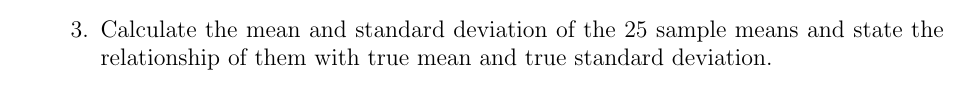 3. Calculate the mean and standard deviation of the 25 sample means and state the
relationship of them with true mean and true standard deviation.